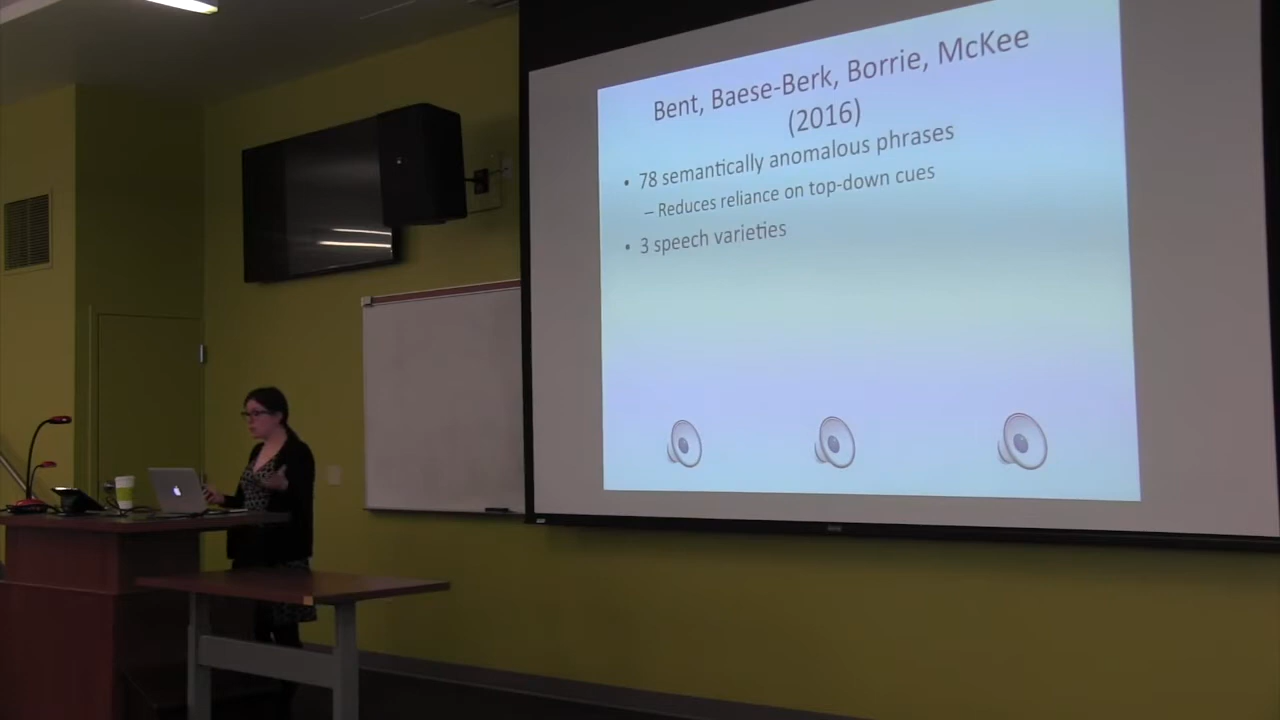 Bent, Baese-Berk, Borrie, McKee
(2016)
• 78 semantically anomalous phrases
– Reduces reliance on top-down cues
• 3 speech varieties